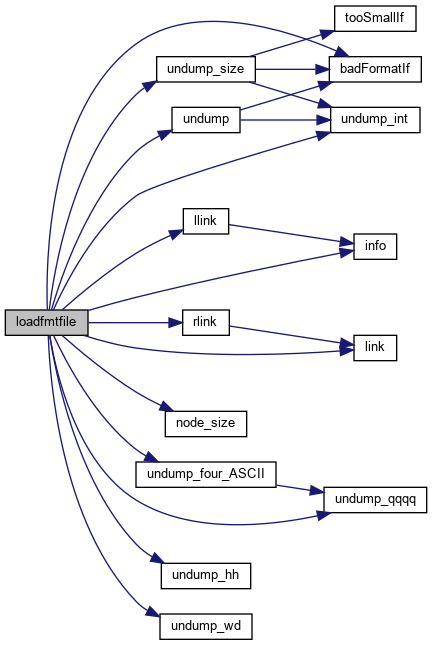 tooSmallIf
undump_size
badFormatIf
undump
undump_int
llink
info
loadfmtfile
rlink
link
node_size
undump_four_ASCII
undump_qqqq
undump_hh
undump_wd